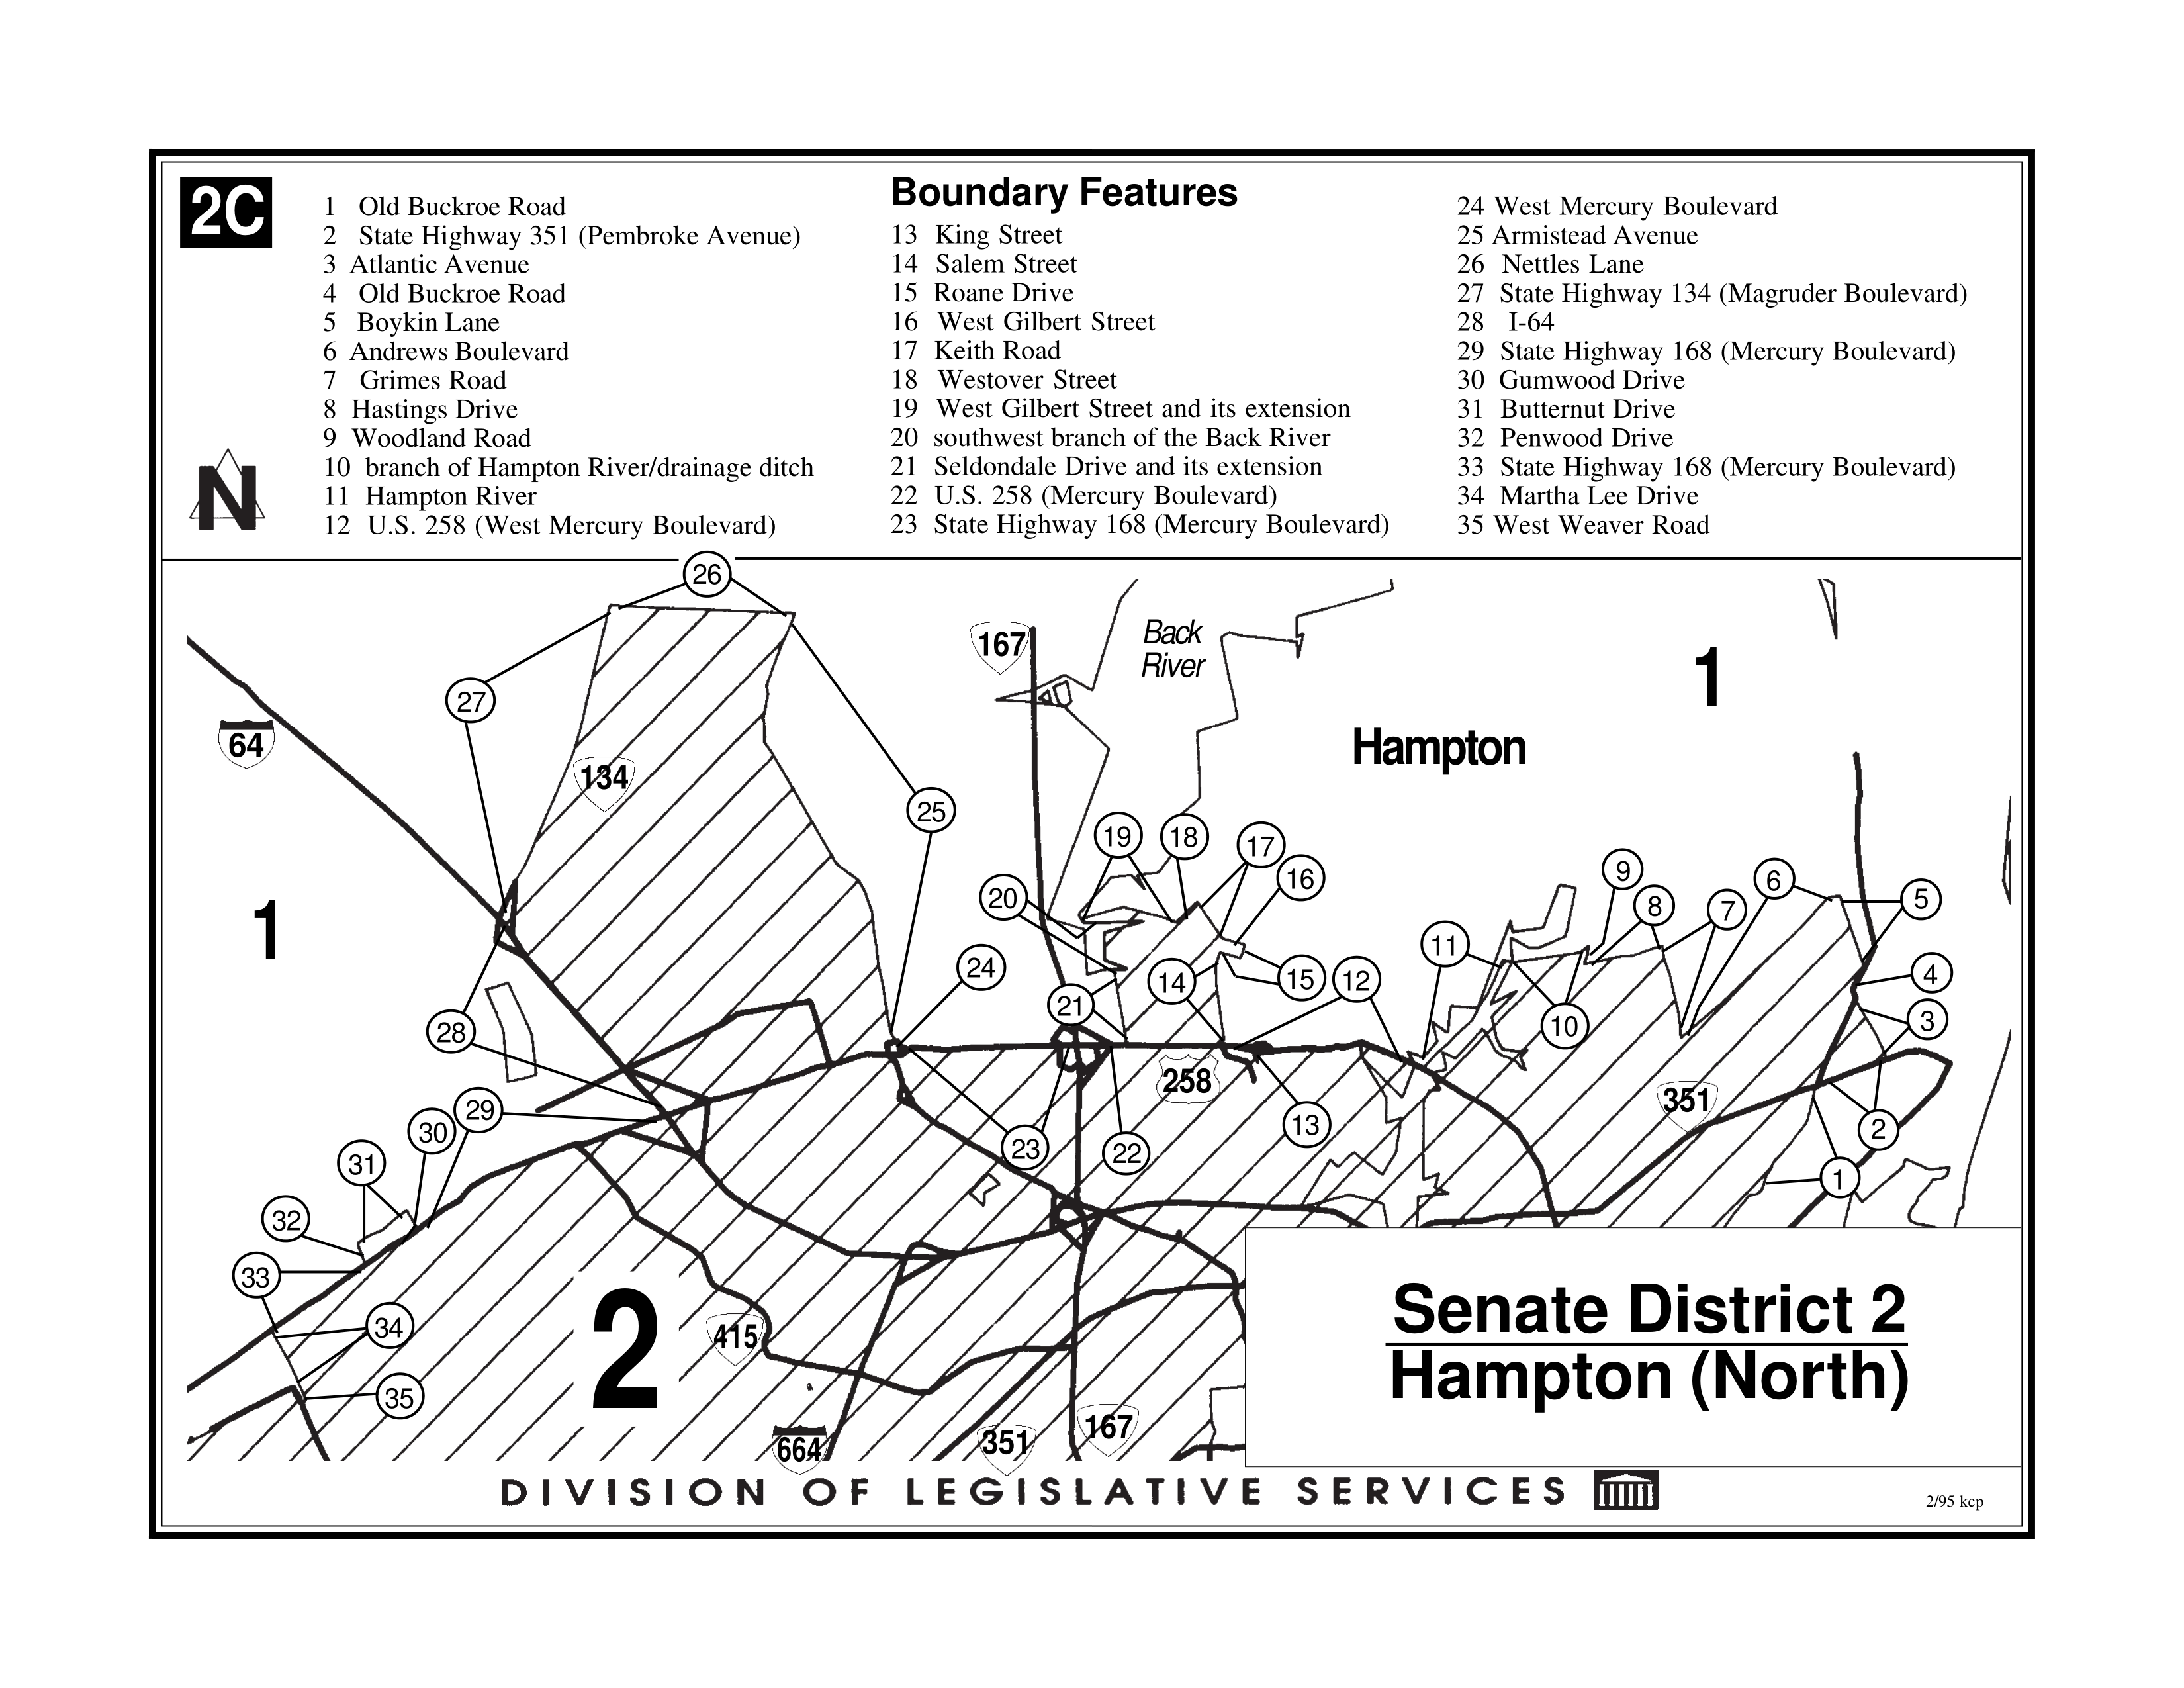 2C
1 Old Buckroe Road
2 State Highway 351 (Pembroke Avenue)
3 Atlantic Avenue
4 Old Buckroe Road
5 Boykin Lane
6 Andrews Boulevard
7 Grimes Road
8 Hastings Drive
9 Woodland Road
10 branch of Hampton River/drainage ditch
11 Hampton River
12 U.S. 258 (West Mercury Boulevard)
Boundary Features
13 King Street
14 Salem Street
15 Roane Drive
16 West Gilbert Street
17 Keith Road
18 Westover Street
19 West Gilbert Street and its extension
20 southwest branch of the Back River
21 Seldondale Drive and its extension
22 U.S. 258 (Mercury Boulevard)
23 State Highway 168 (Mercury Boulevard)
24 West Mercury Boulevard
25 Armistead Avenue
26 Nettles Lane
27 State Highway 134 (Magruder Boulevard)
28 I-64
29 State Highway 168 (Mercury Boulevard)
30 Gumwood Drive
31 Butternut Drive
32 Penwood Drive
33 State Highway 168 (Mercury Boulevard)
34 Martha Lee Drive
35 West Weaver Road
N
26
Back
River
167
1
27
64
Hampton
134
25
19
18
17
16
9
6
20
8
7
5
1
11
24
14
15
12
4
21
10
3
28
258
351
29
30
13
2
23
22
31
1
32
33
2
Senate District 2
Hampton (North)
34
415
35
167
664
351
DIVISION OF LEGISLATIVE SERVICES
2/95 kcp